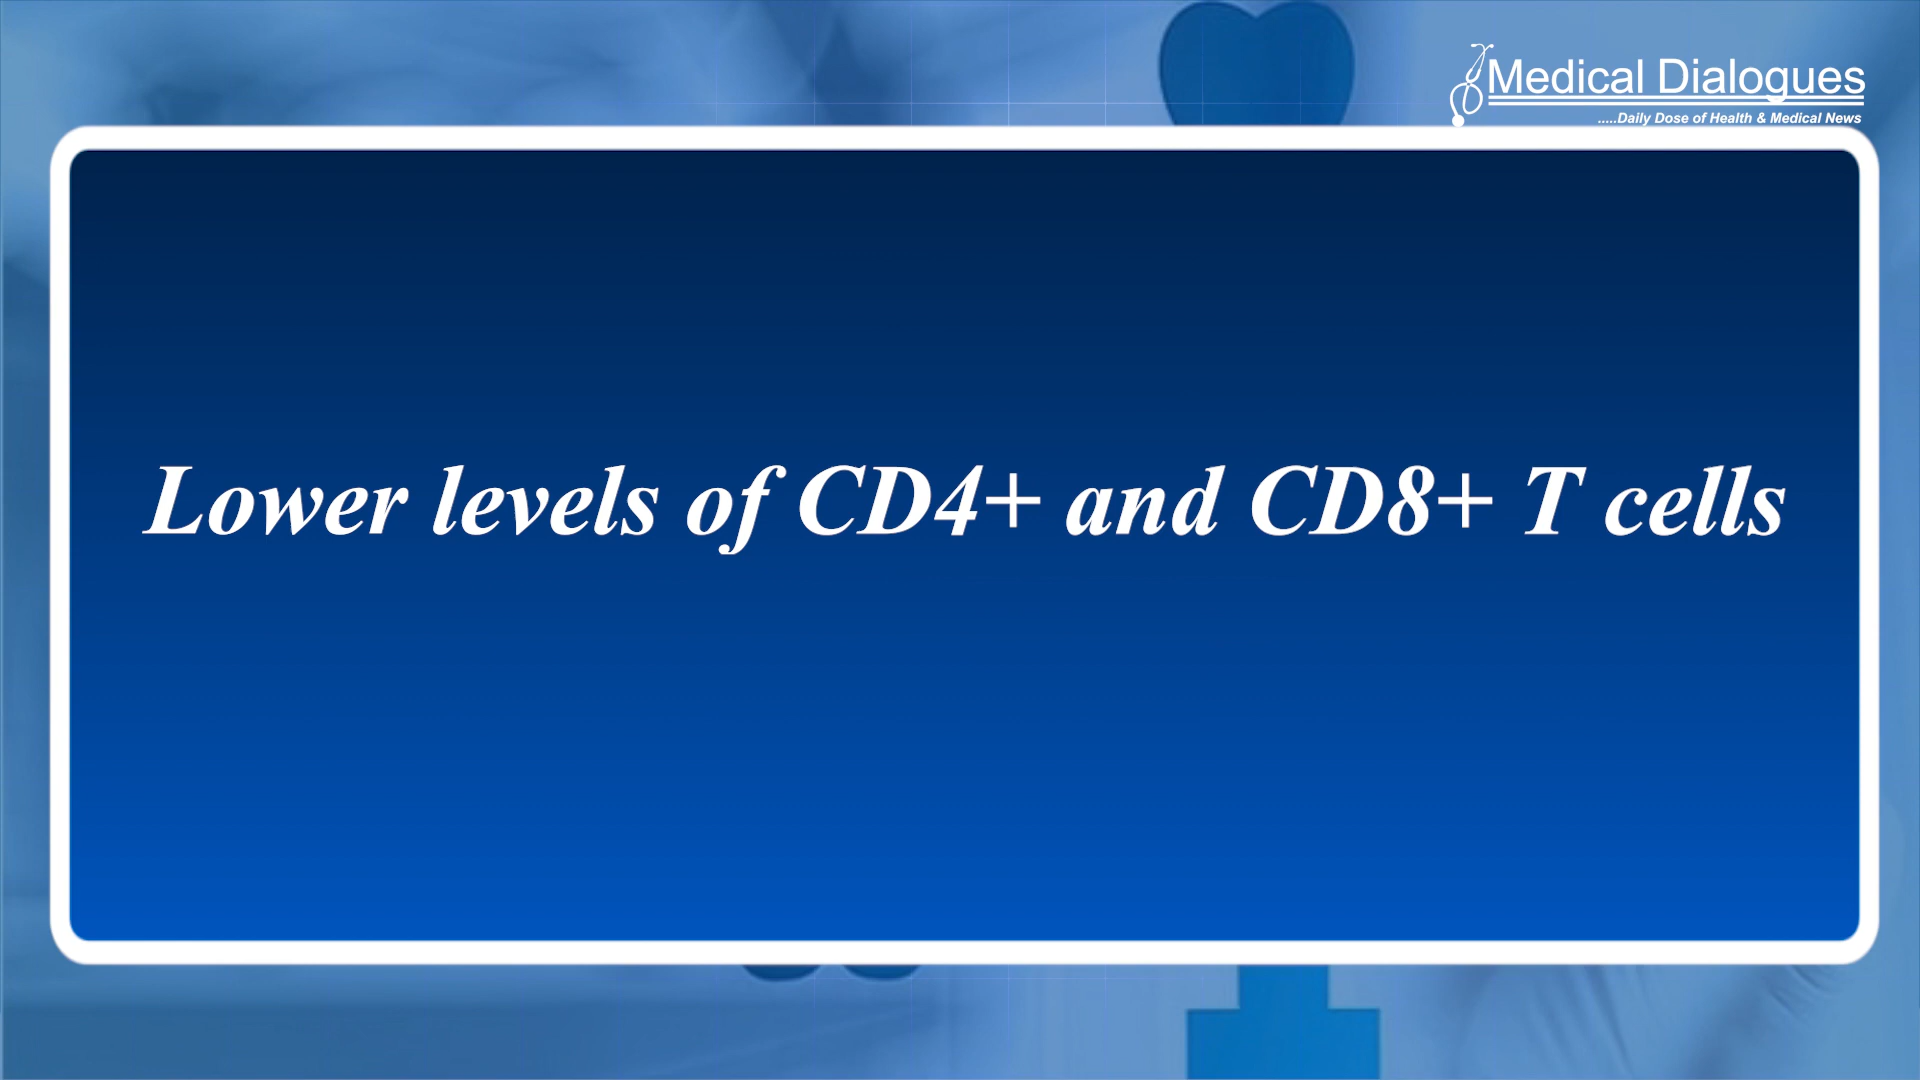 Medical Dialogues
.....Daily Dose of Health & Medical News
Lower levels of CD4+ and CD8+ T cells